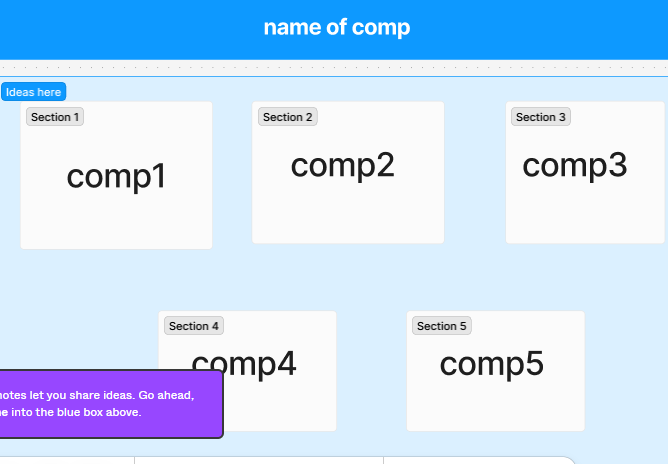 name of comp
Ideas here
Section 1
Section 2
Section 3
comp1
comp2
comp3
Section 4
Section 5
comp4
comp5
notes let you share ideas. Go ahead,
into the blue box above.